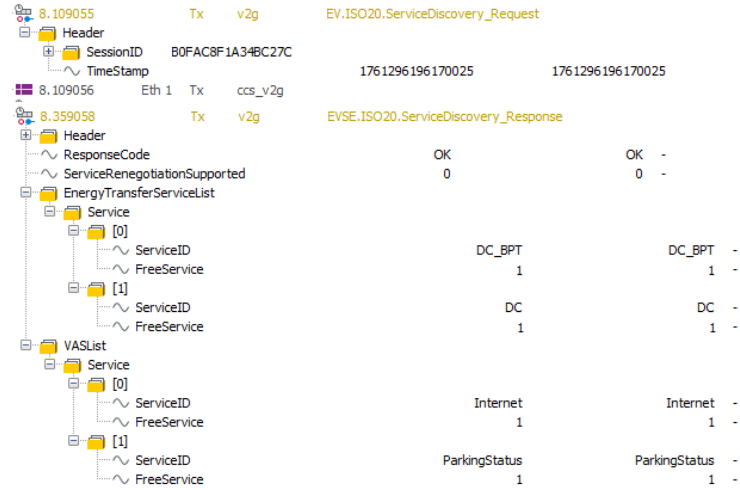 8.109055 Tx v2g EV.ISO20.ServiceDiscovery_Request
Header
SessionID B0FAC8F1A34BC27C
TimeStamp 1761296196170025 1761296196170025
8.109056 Eth 1 Tx ccs_v2g
8.359058 Tx v2g EVSE.ISO20.ServiceDiscovery_Response
Header
ResponseCode OK OK -
ServiceRenegotiationSupported 0 0 -
EnergyTransferServiceList
Service
[0]
ServiceID DC_BPT DC_BPT -
FreeService 1 1 -
[1]
ServiceID DC DC -
FreeService 1 1 -
VASList
Service
[0]
ServiceID Internet Internet -
FreeService 1 1 -
[1]
ServiceID ParkingStatus ParkingStatus -
FreeService 1 1 -